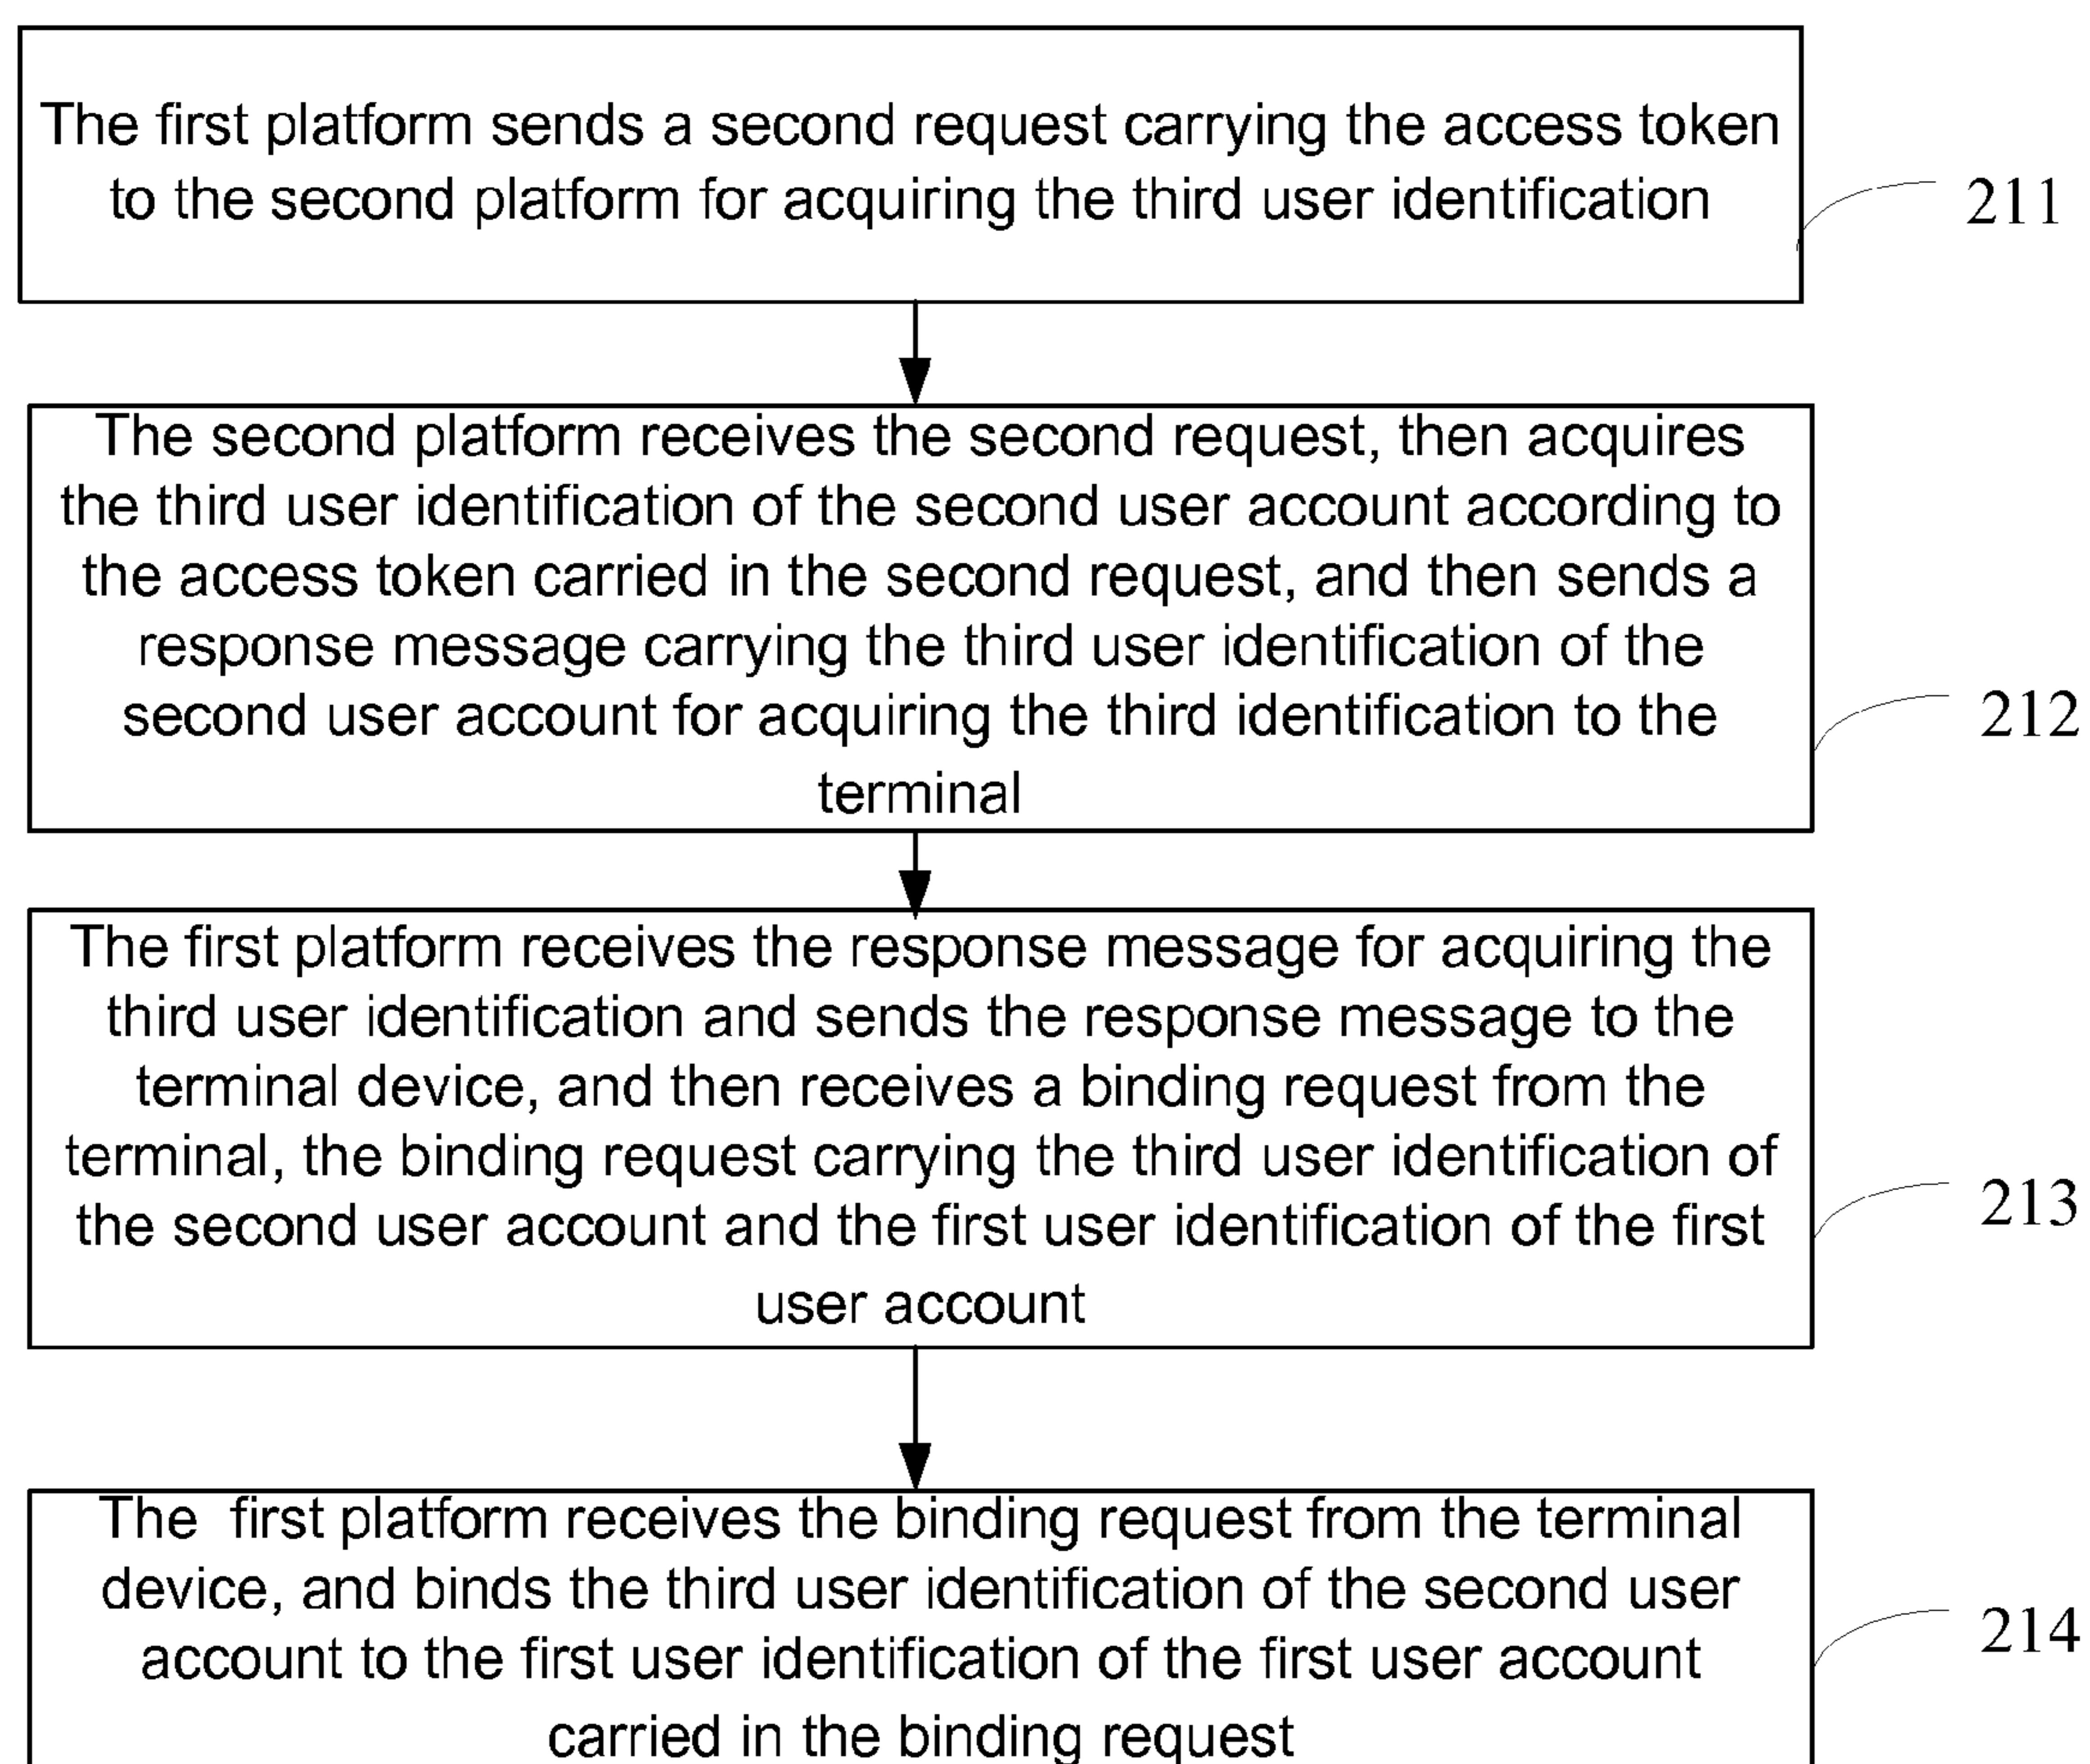 The first platform sends a second request carrying the access token
to the second platform for acquiring the third user identification
211
The second platform receives the second request, then acquires
the third user identification of the second user account according to
the access token carried in the second request, and then sends a
response message carrying the third user identification of the
second user account for acquiring the third identification to the
terminal
212
The first platform receives the response message for acquiring the
third user identification and sends the response message to the
terminal device, and then receives a binding request from the
terminal, the binding request carrying the third user identification of
the second user account and the first user identification of the first
user account
213
The first platform receives the binding request from the terminal
device, and binds the third user identification of the second user
account to the first user identification of the first user account
carried in the binding request
214